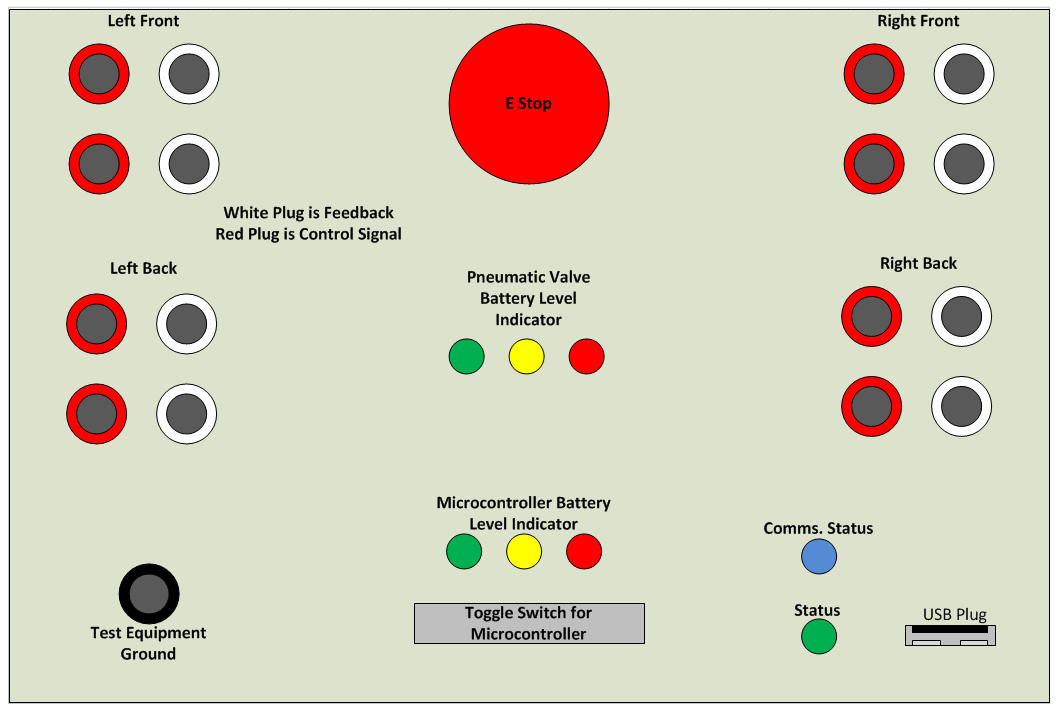 Left Front
Right Front
E Stop
White Plug is Feedback
Red Plug is Control Signal
Left Back
Right Back
Pneumatic Valve
Battery Level
Indicator
Microcontroller Battery
Level Indicator
Comms. Status
Toggle Switch for
Microcontroller
Status
USB Plug
Test Equipment
Ground